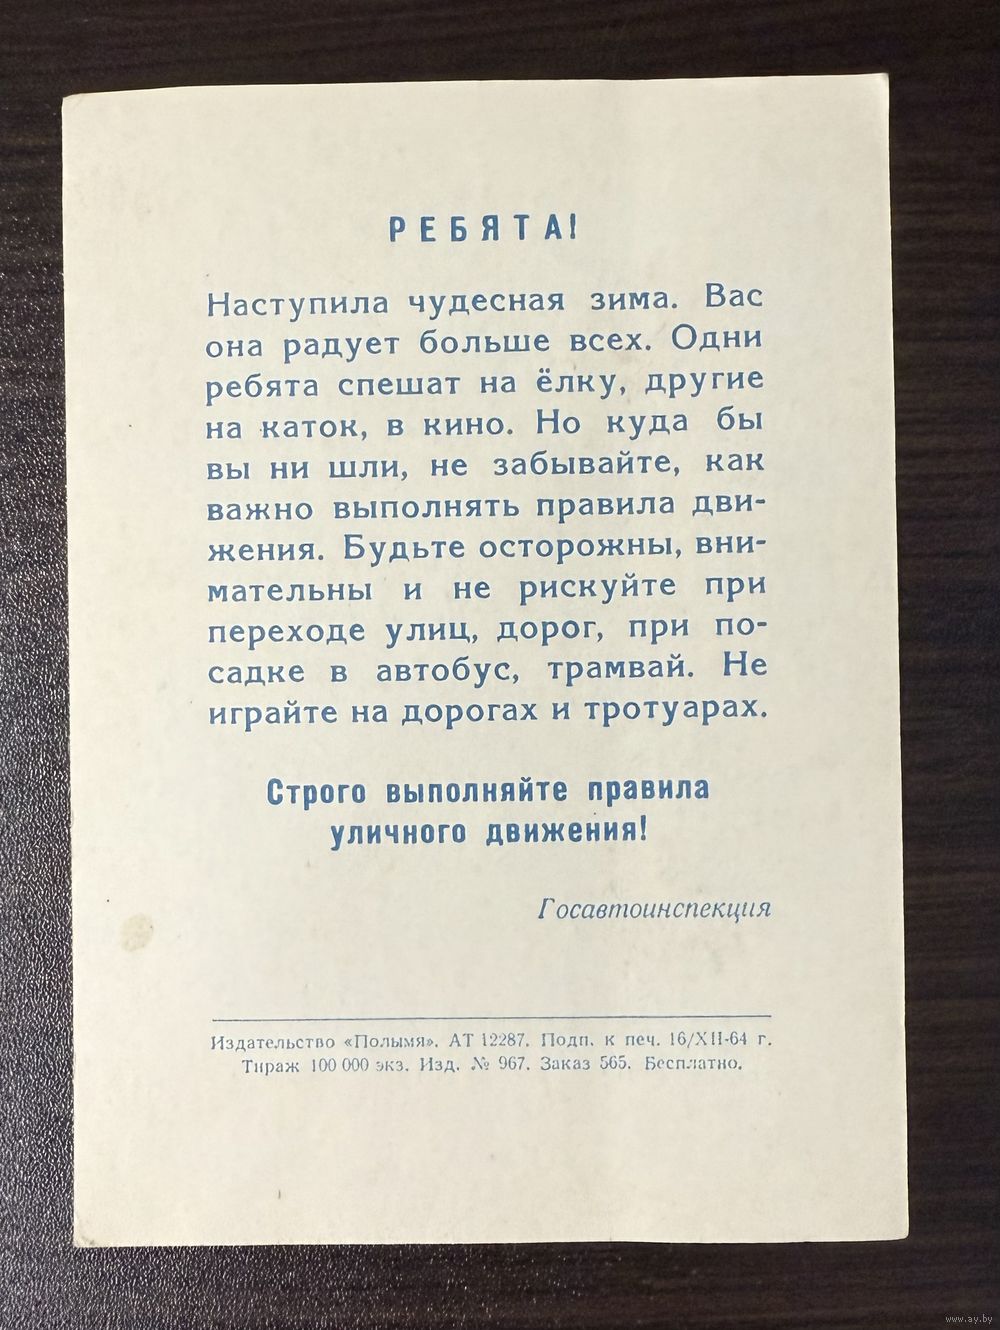 РЕБЯТА!
Наступила чудесная зима. Вас
она радует больше всех. Одни
ребята спешат на ёлку, другие
на каток, в кино. Но куда бы
вы ни шли, не забывайте, как
важно выполнять правила дви-
жения. Будьте осторожны, вни-
мательны и не рискуйте при
переходе улиц, дорог, при по-
садке в автобус, трамвай. Не
играйте на дорогах и тротуарах.
Строго выполняйте правила
уличного движения!
Госавтоинспекция
Издательство «Полымя». АТ 12287. Подп. к печ. 16/XII-64 г.
Тираж 100 000 экз. Изд. № 967. Заказ 565. Бесплатно.
www.ay.by